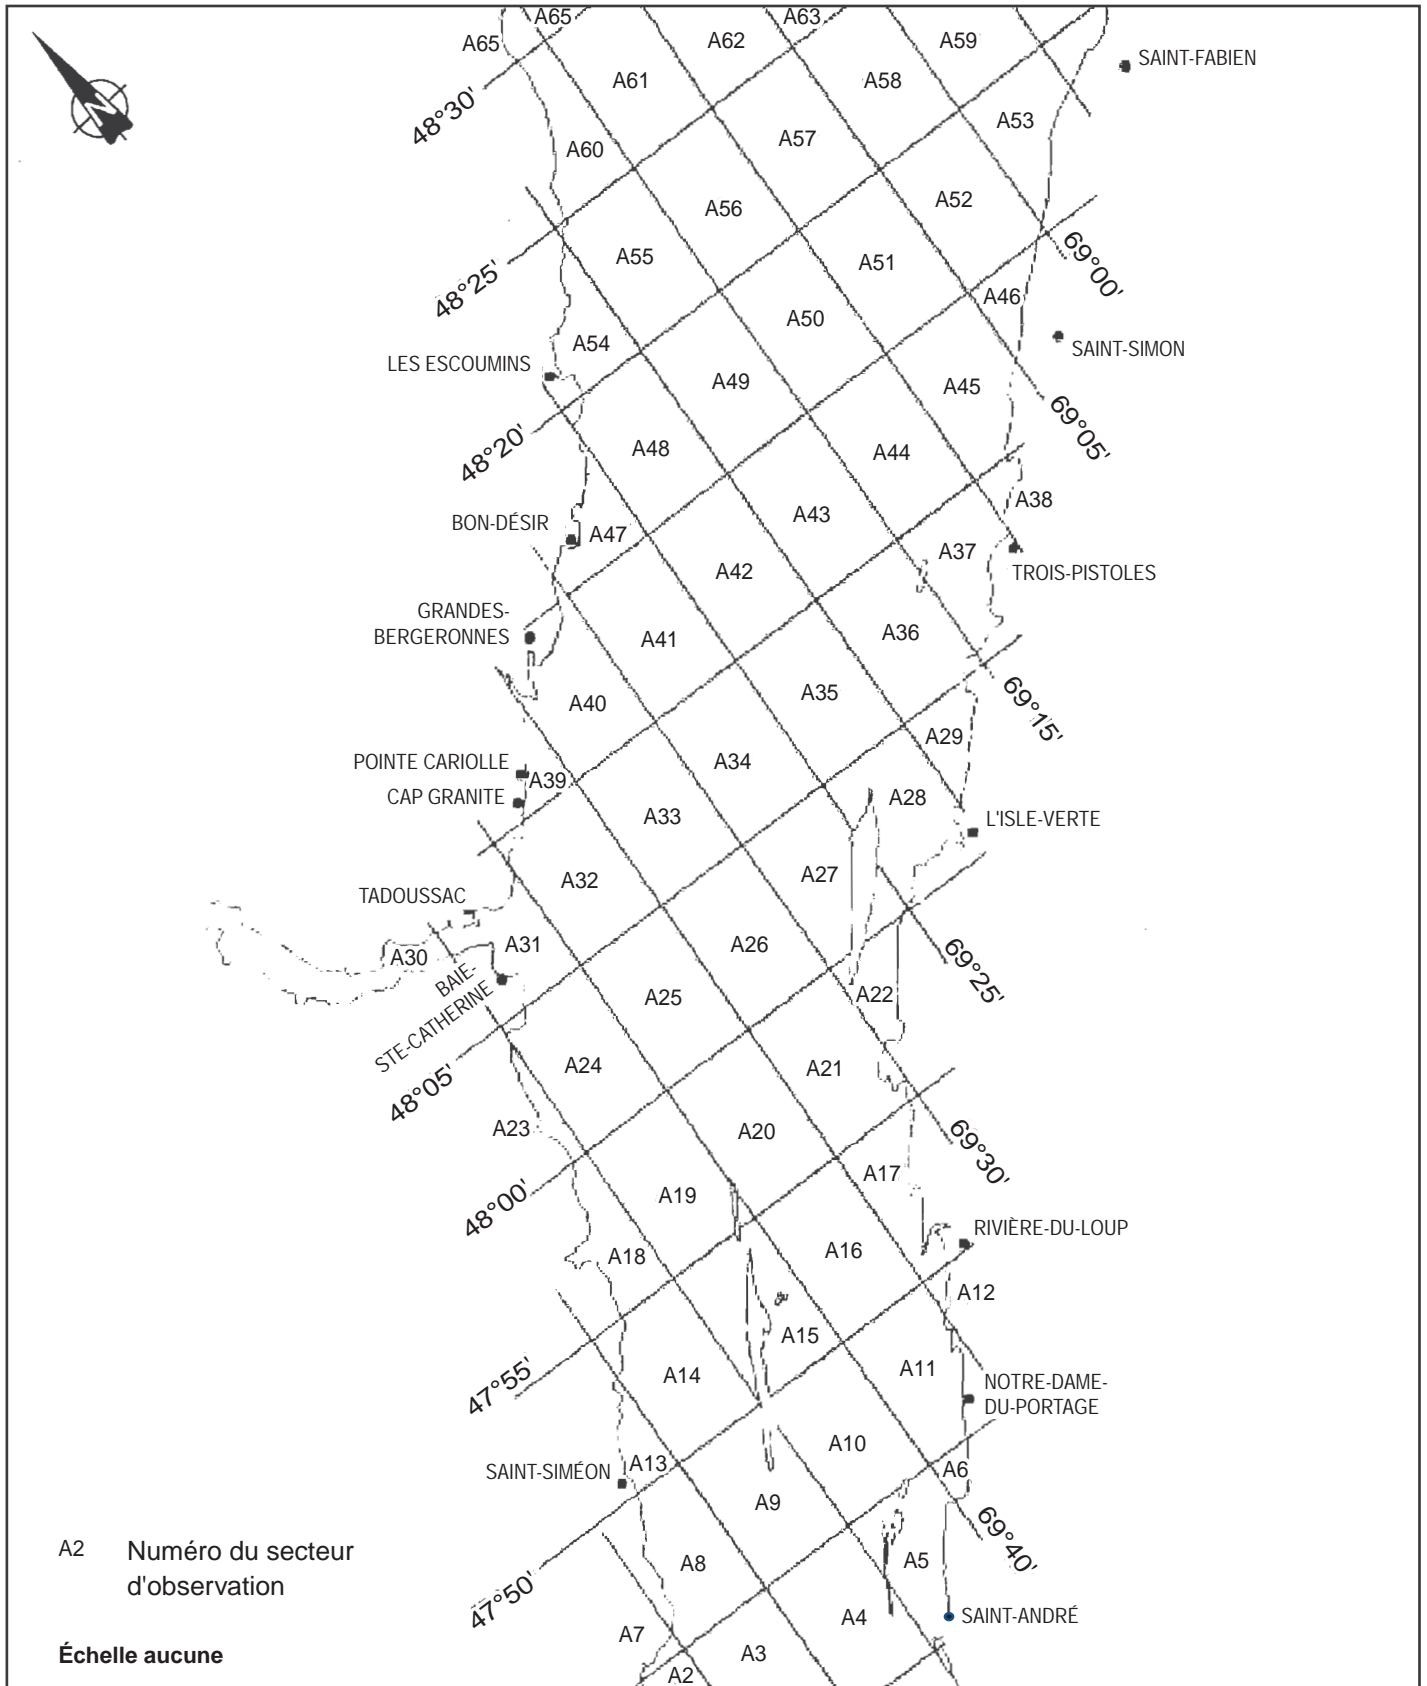 A65
A63
A65
A62
A59
SAINT-FABIEN
A61
A58
48°30'
A53
A60
A57
A56
A52
69°00'
A55
A51
48°25'
A46
A50
A54
SAINT-SIMON
LES ESCOUMINS
A49
A45
69°05'
48°20'
A48
A44
A38
BON-DÉSIR
A47
A43
A37
A42
TROIS-PISTOLES
GRANDES-
BERGERONNES
A41
A36
A40
A35
69°15'
A29
POINTE CARIOLLE
A39
A34
CAP GRANITE
A28
A33
L'ISLE-VERTE
A32
A27
TADOUSSAC
A30
A31
A26
69°25'
BAIE-
STE-CATHERINE
A25
A22
48°05'
A24
A21
A23
A20
69°30'
48°00'
A19
A17
RIVIÈRE-DU-LOUP
A18
A16
A12
A15
47°55'
A14
A11
NOTRE-DAME-
DU-PORTAGE
A10
SAINT-SIMÉON
A13
A6
A9
69°40'
A2 Numéro du secteur
d'observation
A8
A5
47°50'
A4
SAINT-ANDRÉ
A7
A3
Échelle aucune
A2
N